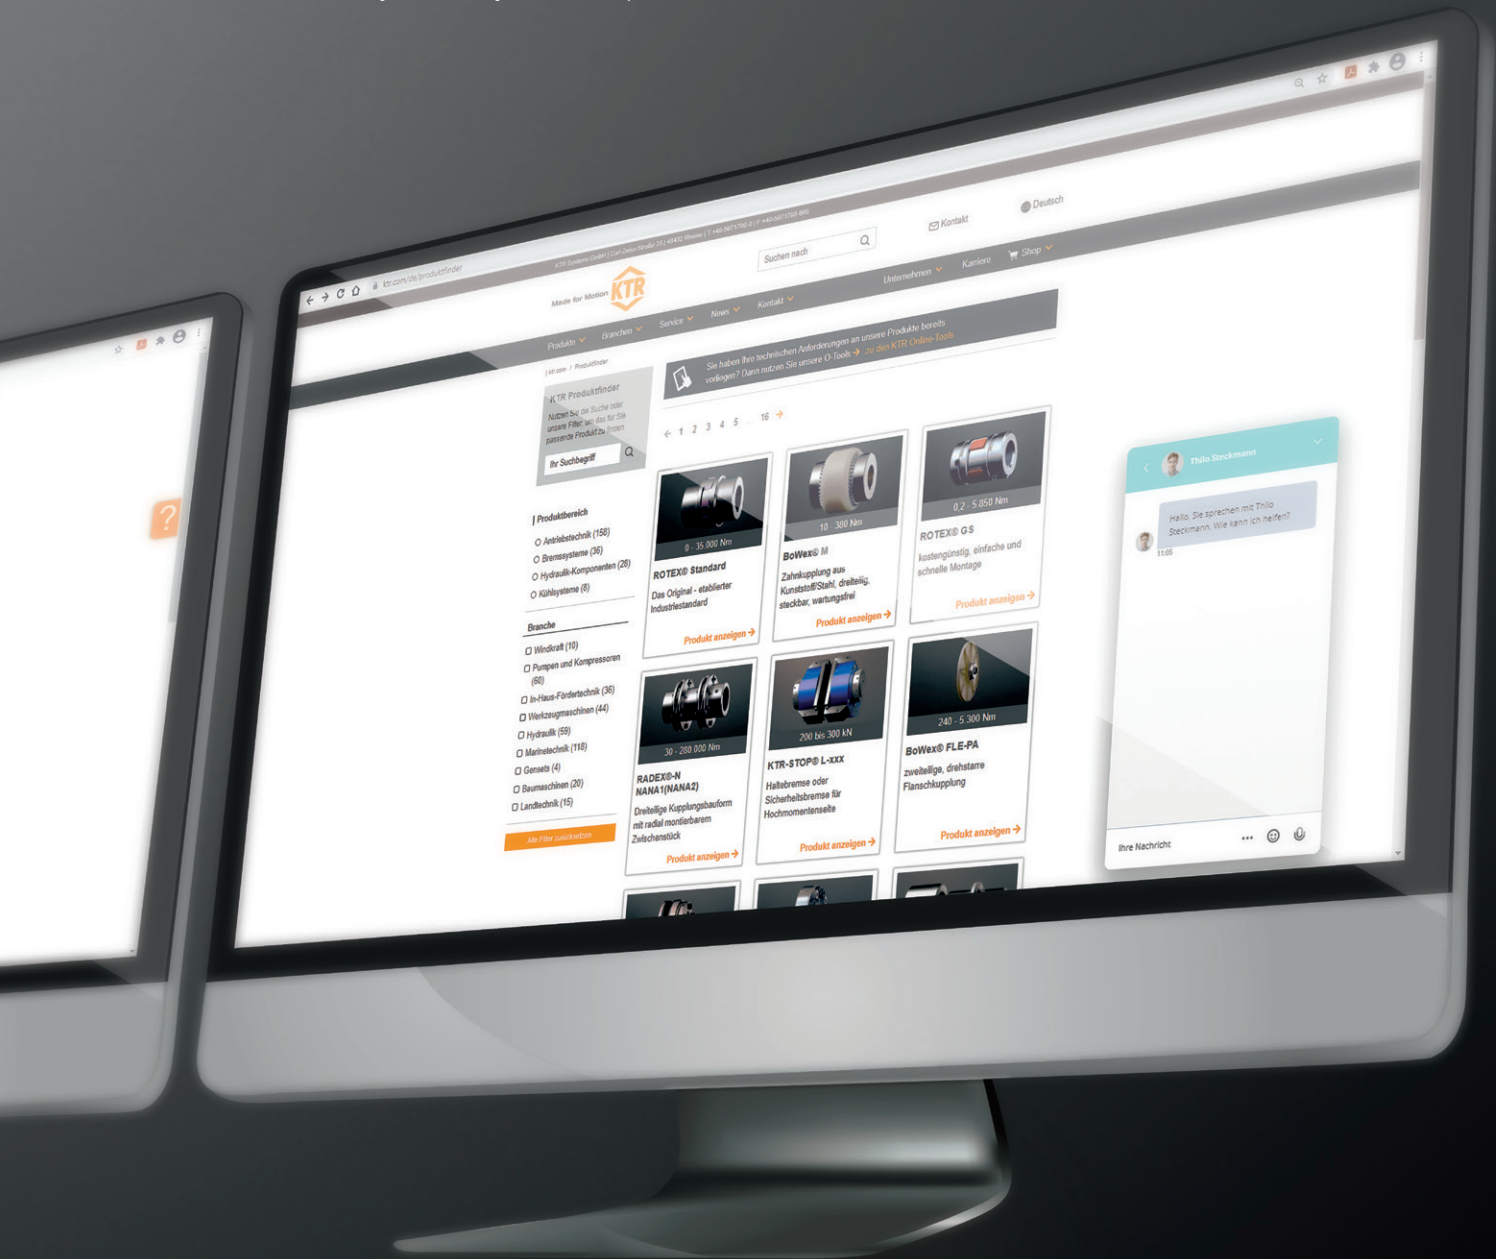 ktr.com/de/produktfinder
KTR Systems GmbH | Carl-Zeiss-Straße 25 | 48432 Rheine
Made for Motion
KTR
Suchen nach
Kontakt
Deutsch
Produkte
Branchen
Service
News
Kontakt
Unternehmen
Karriere
Shop
| ktr.com / Produktfinder
KTR Produktfinder
Nutzen Sie die Suche oder
unsere Filter, um das für Sie
passende Produkt zu finden.
Ihr Suchbegriff
Sie haben Ihre technischen Anforderungen an unsere Produkte bereits
vorliegen? Dann nutzen Sie unsere O-Tools → zu den KTR Online-Tools
← 1 2 3 4 5 ... 16 →
| Produktbereich
Antriebstechnik (158)
Bremssysteme (36)
Hydraulik-Komponenten (28)
Kühlsysteme (8)
Branche
Windkraft (10)
Pumpen und Kompressoren
(60)
In-Haus-Fördertechnik (36)
Werkzeugmaschinen (44)
Hydraulik (59)
Marinetechnik (118)
Gensets (4)
Baumaschinen (20)
Landtechnik (15)
Alle Filter zurücksetzen
0 - 35.000 Nm
ROTEX® Standard
Das Original - etablierter
Industriestandard
Produkt anzeigen →
10 - 380 Nm
BoWex® M
Zahnkupplung aus
Kunststoff/Stahl, dreiteilig,
steckbar, wartungsfrei
Produkt anzeigen →
0,2 - 5.850 Nm
ROTEX® GS
kostengünstig, einfache und
schnelle Montage
Produkt anzeigen →
30 - 280.000 Nm
RADEX®-N
NANA1(NANA2)
Dreiteilige Kupplungsbauform
mit radial montierbarem
Zwischenstück
Produkt anzeigen →
200 bis 300 kN
KTR-STOP® L-xxx
Haltebremse oder
Sicherheitsbremse für
Hochmomentenseite
Produkt anzeigen →
240 - 5.300 Nm
BoWex® FLE-PA
zweiteilige, drehstarre
Flanschkupplung
Produkt anzeigen →
?
Thilo Steckmann
Hallo, Sie sprechen mit Thilo
Steckmann. Wie kann ich helfen?
11:05
Ihre Nachricht